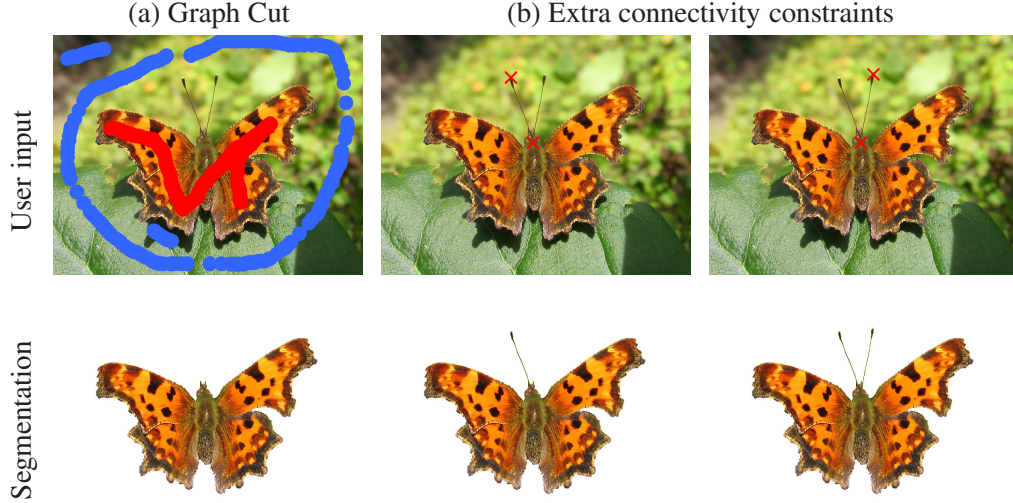 (a) Graph Cut
(b) Extra connectivity constraints
User input
Segmentation